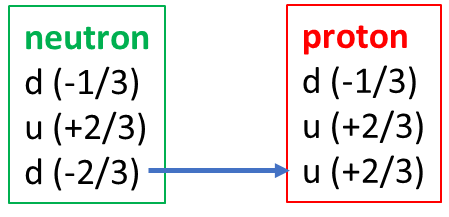 neutron
d (-1/3)
u (+2/3)
d (-2/3)
proton
d (-1/3)
u (+2/3)
u (+2/3)